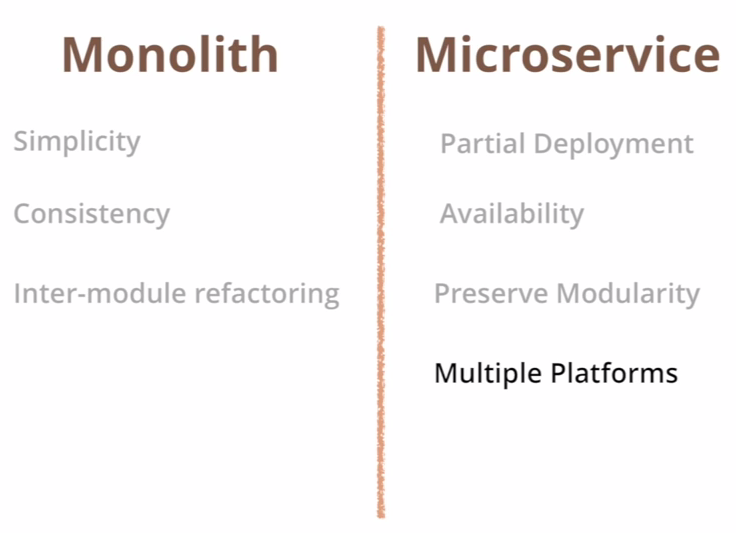 Monolith
Simplicity
Consistency
Inter-module refactoring
Microservice
Partial Deployment
Availability
Preserve Modularity
Multiple Platforms